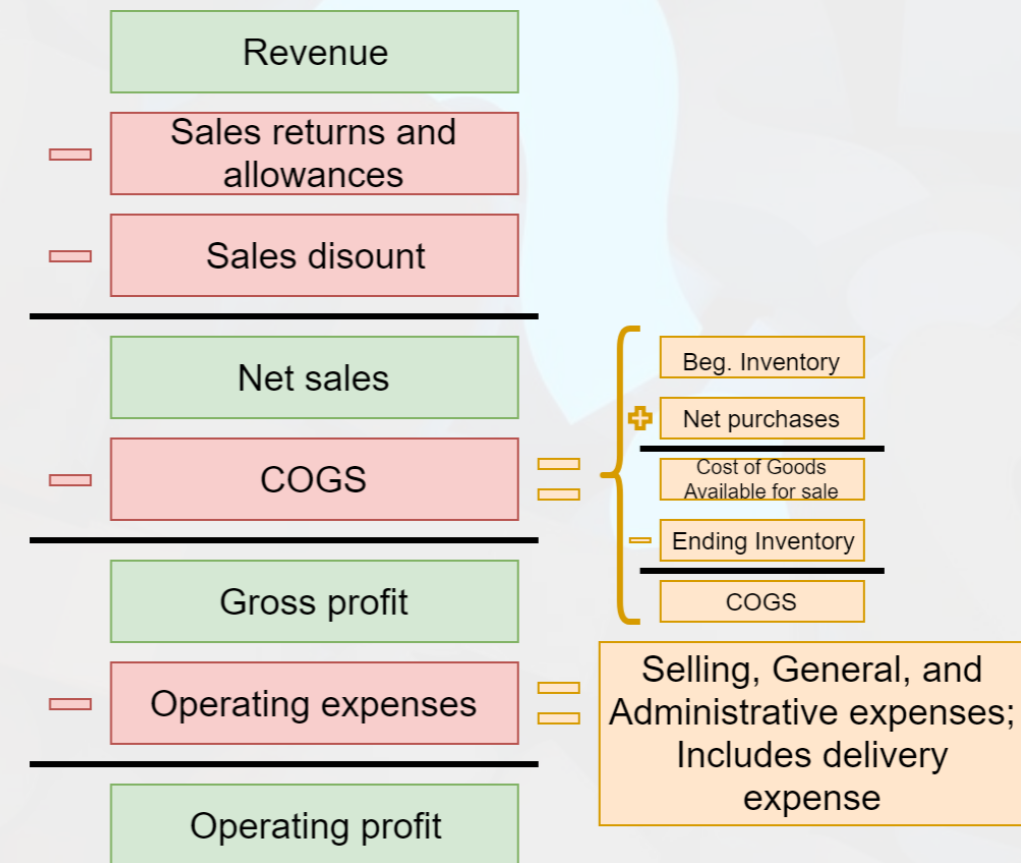 Revenue
Sales returns and
allowances
Sales disount
Net sales
COGS
Gross profit
Operating expenses
Operating profit
Beg. Inventory
Net purchases
Cost of Goods
Available for sale
Ending Inventory
COGS
Selling, General, and
Administrative expenses;
Includes delivery
expense